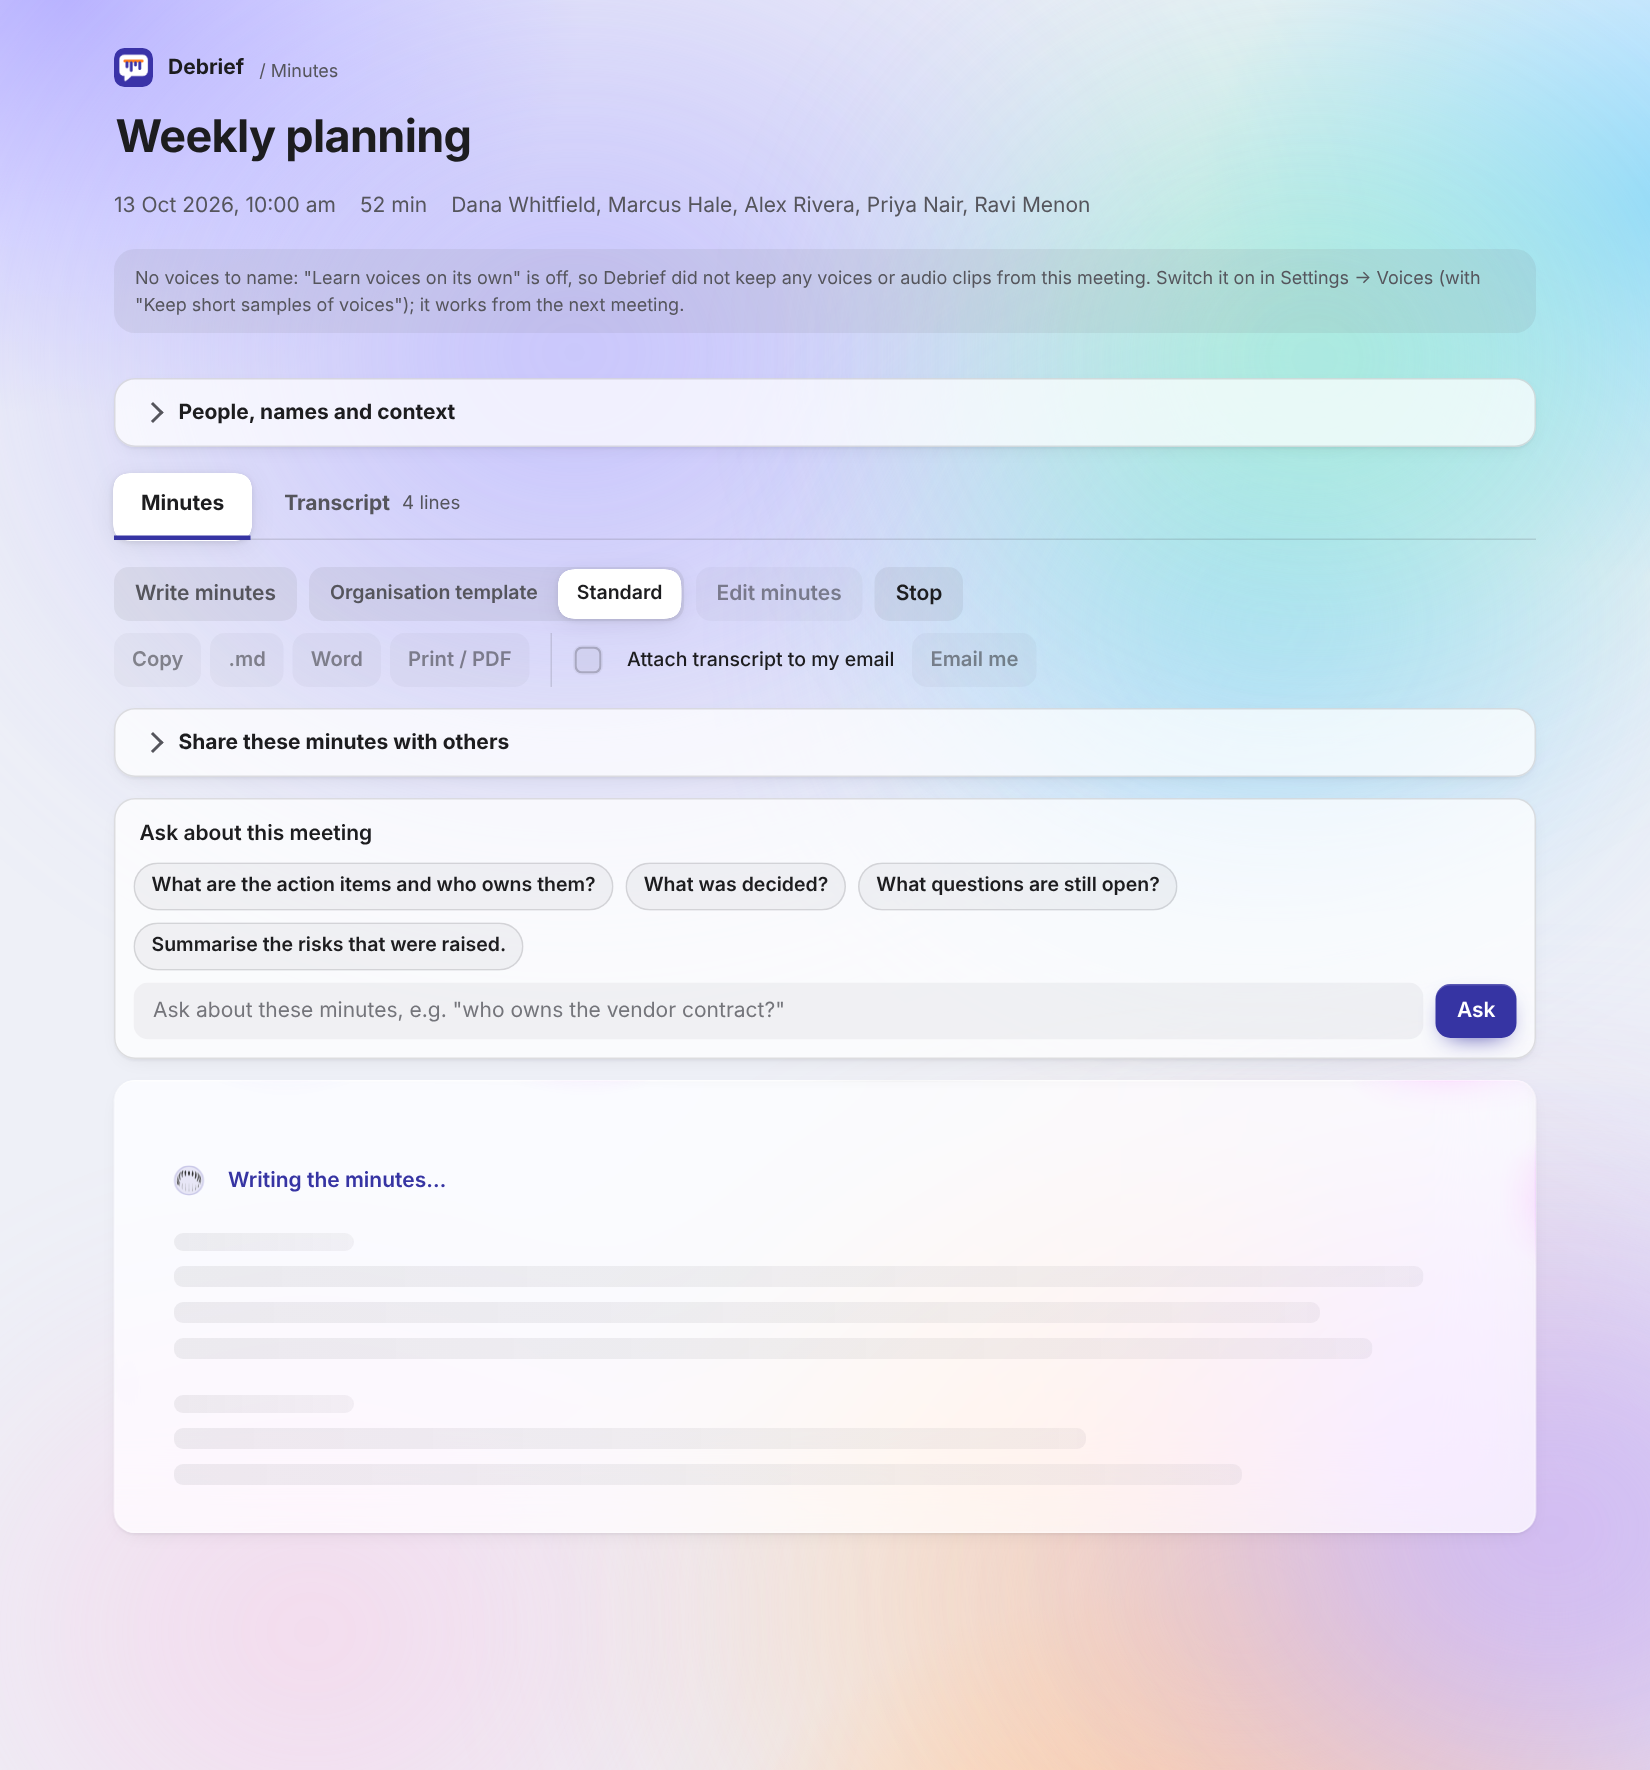 Debrief / Minutes
Weekly planning
13 Oct 2026, 10:00 am 52 min Dana Whitfield, Marcus Hale, Alex Rivera, Priya Nair, Ravi Menon
No voices to name: "Learn voices on its own" is off, so Debrief did not keep any voices or audio clips from this meeting. Switch it on in Settings → Voices (with
"Keep short samples of voices"); it works from the next meeting.
People, names and context
Minutes Transcript 4 lines
Write minutes Organisation template Standard Edit minutes Stop
Copy .md Word Print / PDF Attach transcript to my email Email me
Share these minutes with others
Ask about this meeting
What are the action items and who owns them? What was decided? What questions are still open?
Summarise the risks that were raised.
Ask about these minutes, e.g. "who owns the vendor contract?" Ask
Writing the minutes...